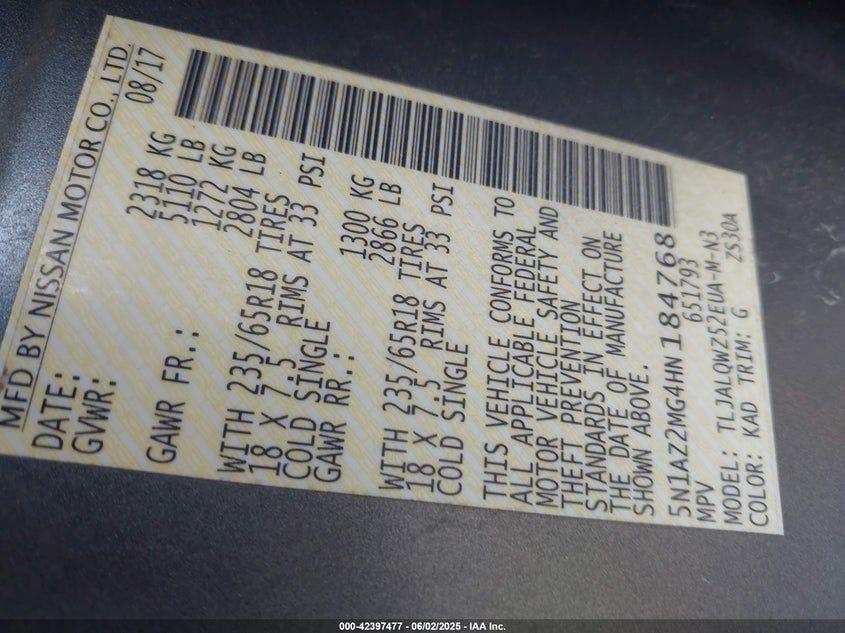 MFD BY NISSAN MOTOR CO., LTD.
DATE: 08/17
GVWR: 2318 KG
5110 LB
GAWR FR.: 1272 KG
2804 LB
WITH 235/65R18 TIRES
18 X 7.5 RIMS AT 33 PSI
COLD SINGLE
GAWR RR.: 1300 KG
2866 LB
WITH 235/65R18 TIRES
18 X 7.5 RIMS AT 33 PSI
COLD SINGLE
THIS VEHICLE CONFORMS TO
ALL APPLICABLE FEDERAL
MOTOR VEHICLE SAFETY AND
THEFT PREVENTION
STANDARDS IN EFFECT ON
THE DATE OF MANUFACTURE
SHOWN ABOVE.
5N1AZ2MG4HN184768
MPV 651793
MODEL: TLJALQWZ52EUA-M-N3
COLOR: KAD TRIM: G ZS30A
000-42397477 - 06/02/2025 - IAA Inc.